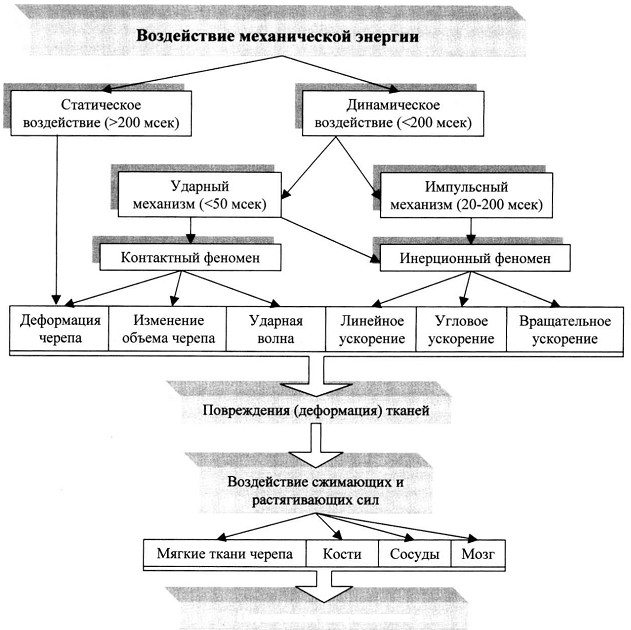 Воздействие механической энергии
Статическое
воздействие (>200 мсек)
Динамическое
воздействие (<200 мсек)
Ударный
механизм (<50 мсек)
Импульсный
механизм (20-200 мсек)
Контактный феномен
Инерционный феномен
Деформация
черепа
Изменение
объема черепа
Ударная
волна
Линейное
ускорение
Угловое
ускорение
Вращательное
ускорение
Повреждения (деформация) тканей
Воздействие сжимающих и
растягивающих сил
Мягкие ткани черепа
Кости
Сосуды
Мозг